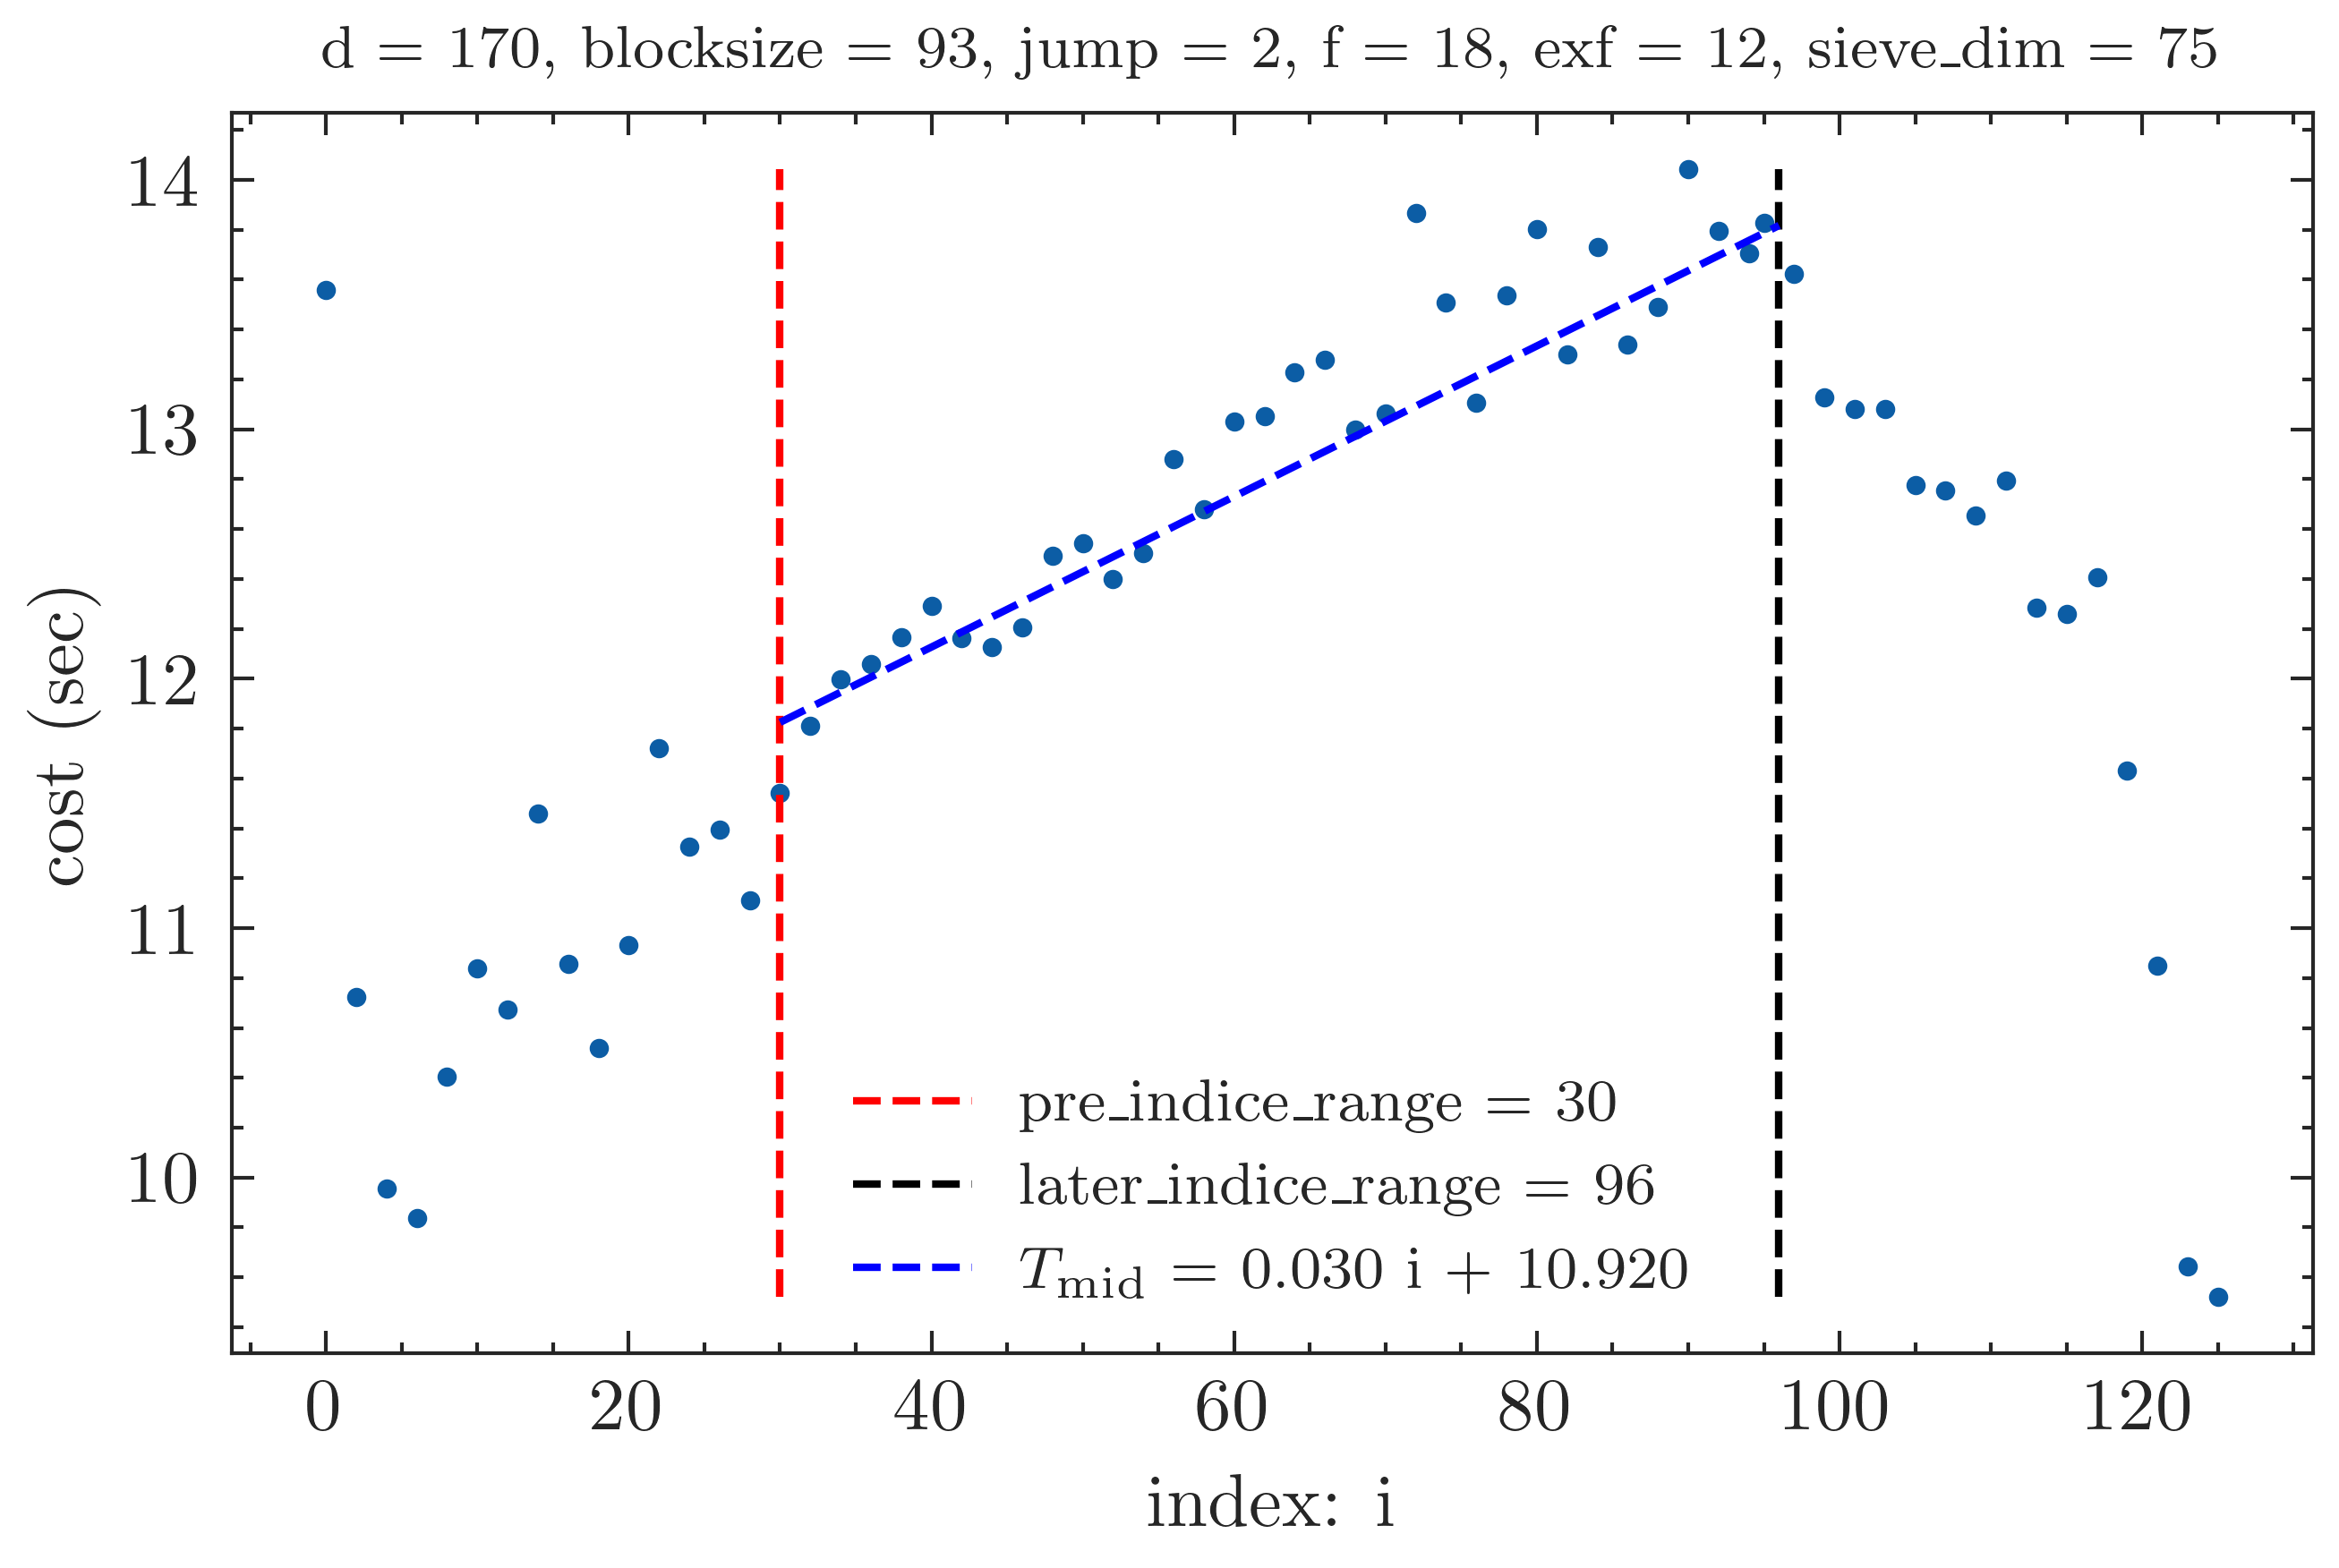 d = 170, blocksize = 93, jump = 2, f = 18, exf = 12, sieve_dim = 75
14
13
12
11
10
cost (sec)
pre_indice_range = 30
later_indice_range = 96
T_mid = 0.030 i + 10.920
0 20 40 60 80 100 120
index: i